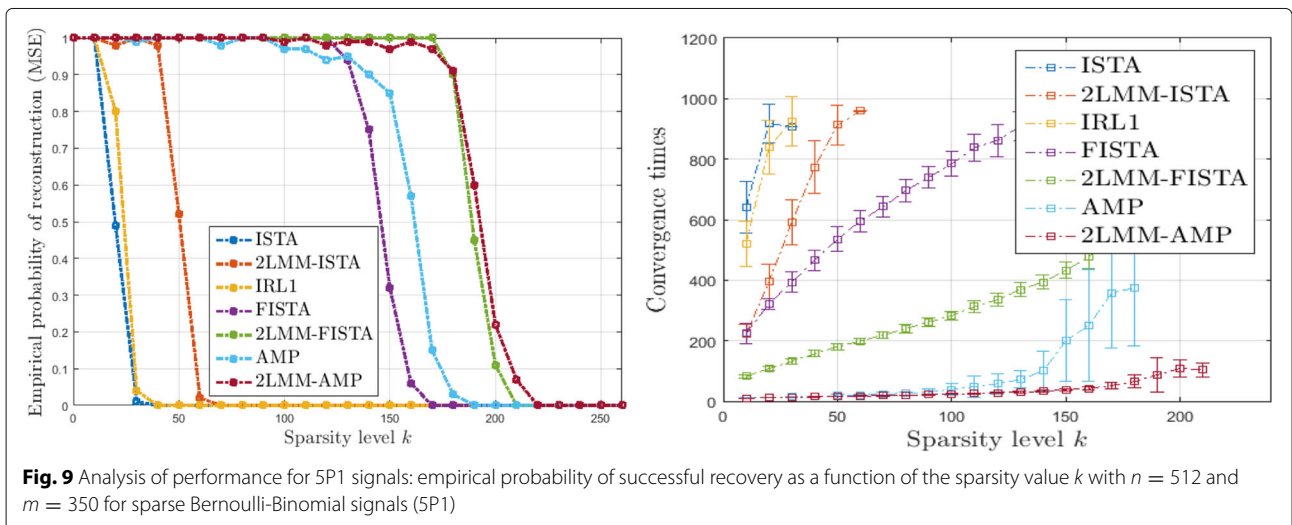 Empirical probability of reconstruction (MSE)
1
0.9
0.8
0.7
0.6
0.5
0.4
0.3
0.2
0.1
0
0 50 100 150 200 250
Sparsity level k
ISTA
2LMM-ISTA
IRL1
FISTA
2LMM-FISTA
AMP
2LMM-AMP
Convergence times
1200
1000
800
600
400
200
0
0 50 100 150 200
Sparsity level k
ISTA
2LMM-ISTA
IRL1
FISTA
2LMM-FISTA
AMP
2LMM-AMP
Fig. 9 Analysis of performance for 5P1 signals: empirical probability of successful recovery as a function of the sparsity value k with n = 512 and
m = 350 for sparse Bernoulli-Binomial signals (5P1)